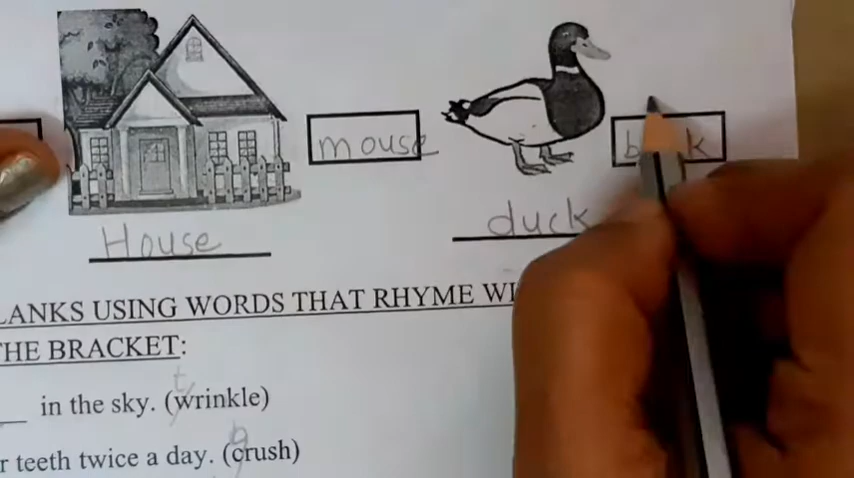 mouse
House
duck
LANKS USING WORDS THAT RHYME WI
THE BRACKET:
in the sky. (wrinkle)
t
r teeth twice a day. (crush)